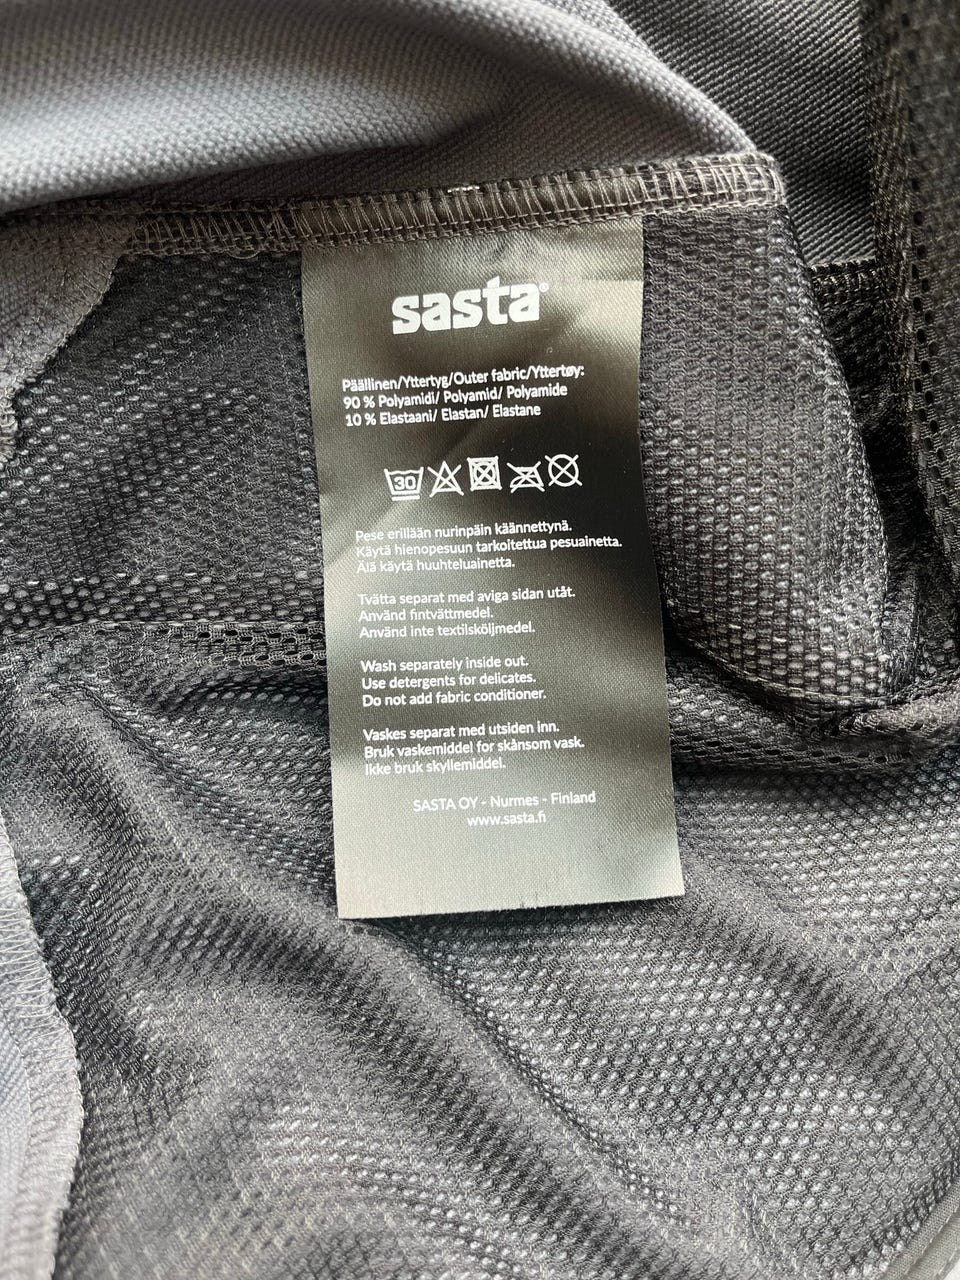 sasta®
Päällinen/Yttertyg/Outer fabric/Yttertøy:
90 % Polyamidi/ Polyamid/ Polyamide
10 % Elastaani/ Elastan/ Elastane
30
Pese erillään nurinpäin käännettynä.
Käytä hienopesuun tarkoitettua pesuainetta.
Älä käytä huuhteluainetta.
Tvätta separat med aviga sidan utåt.
Använd fintvättmedel.
Använd inte textilsköljmedel.
Wash separately inside out.
Use detergents for delicates.
Do not add fabric conditioner.
Vaskes separat med utsiden inn.
Bruk vaskemiddel for skånsom vask.
Ikke bruk skyllemiddel.
SASTA OY - Nurmes - Finland
www.sasta.fi